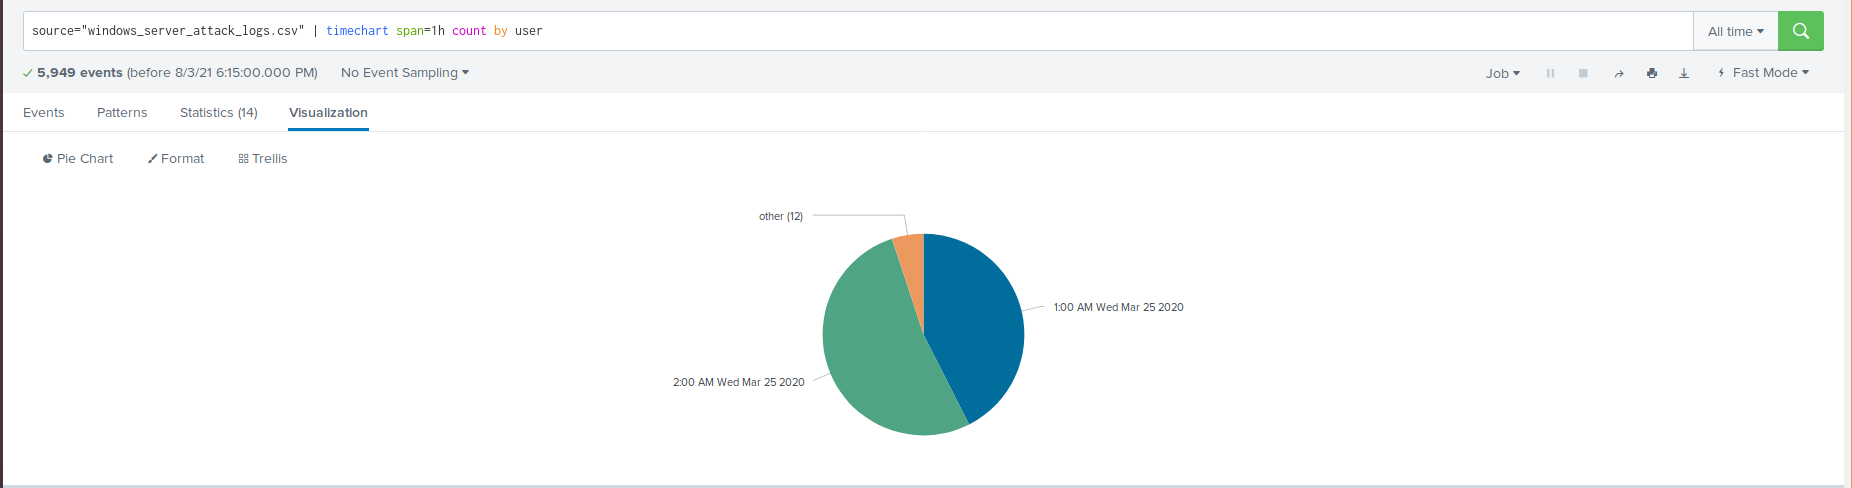 source="windows_server_attack_logs.csv" | timechart span=1h count by user
All time
5,949 events (before 8/3/21 6:15:00.000 PM)
No Event Sampling
Job
Fast Mode
Events
Patterns
Statistics (14)
Visualization
Pie Chart
Format
Trellis
other (12)
1:00 AM Wed Mar 25 2020
2:00 AM Wed Mar 25 2020